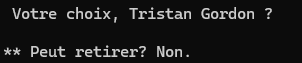 Votre choix, Tristan Gordon ?
** Peut retirer? Non.